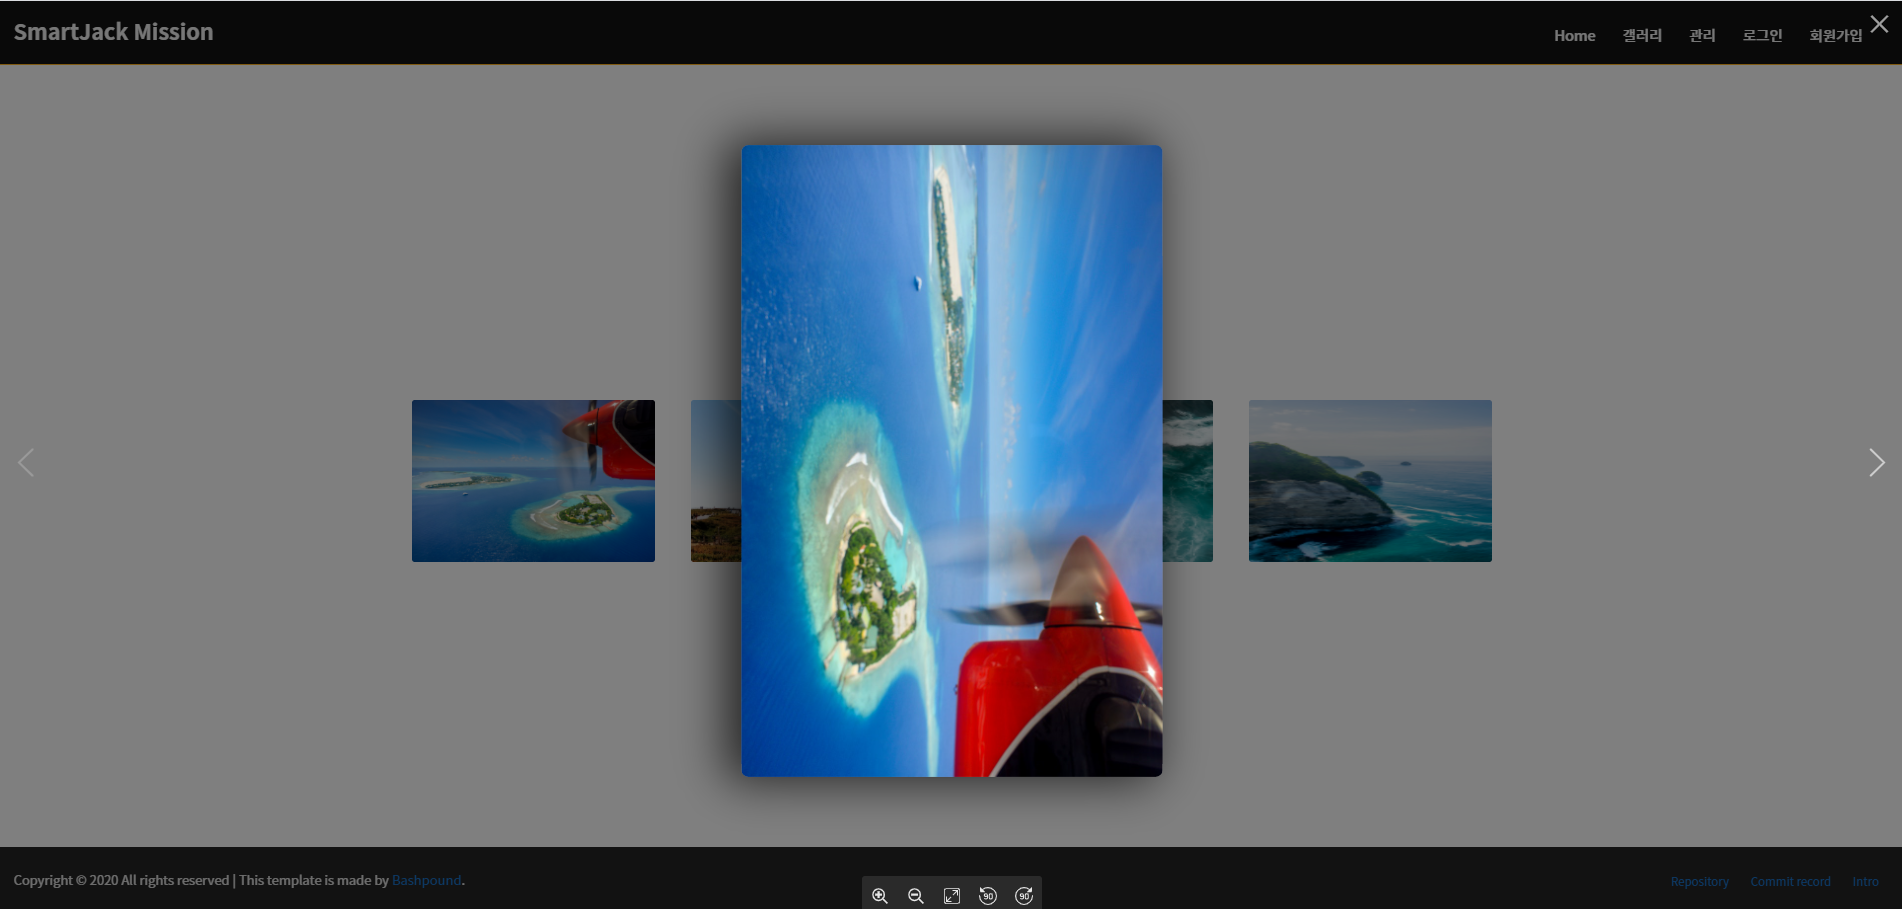 SmartJack Mission
Home 갤러리 관리 로그인 회원가입
Copyright © 2020 All rights reserved | This template is made by Bashpound.
90 90
Repository Commit record Intro